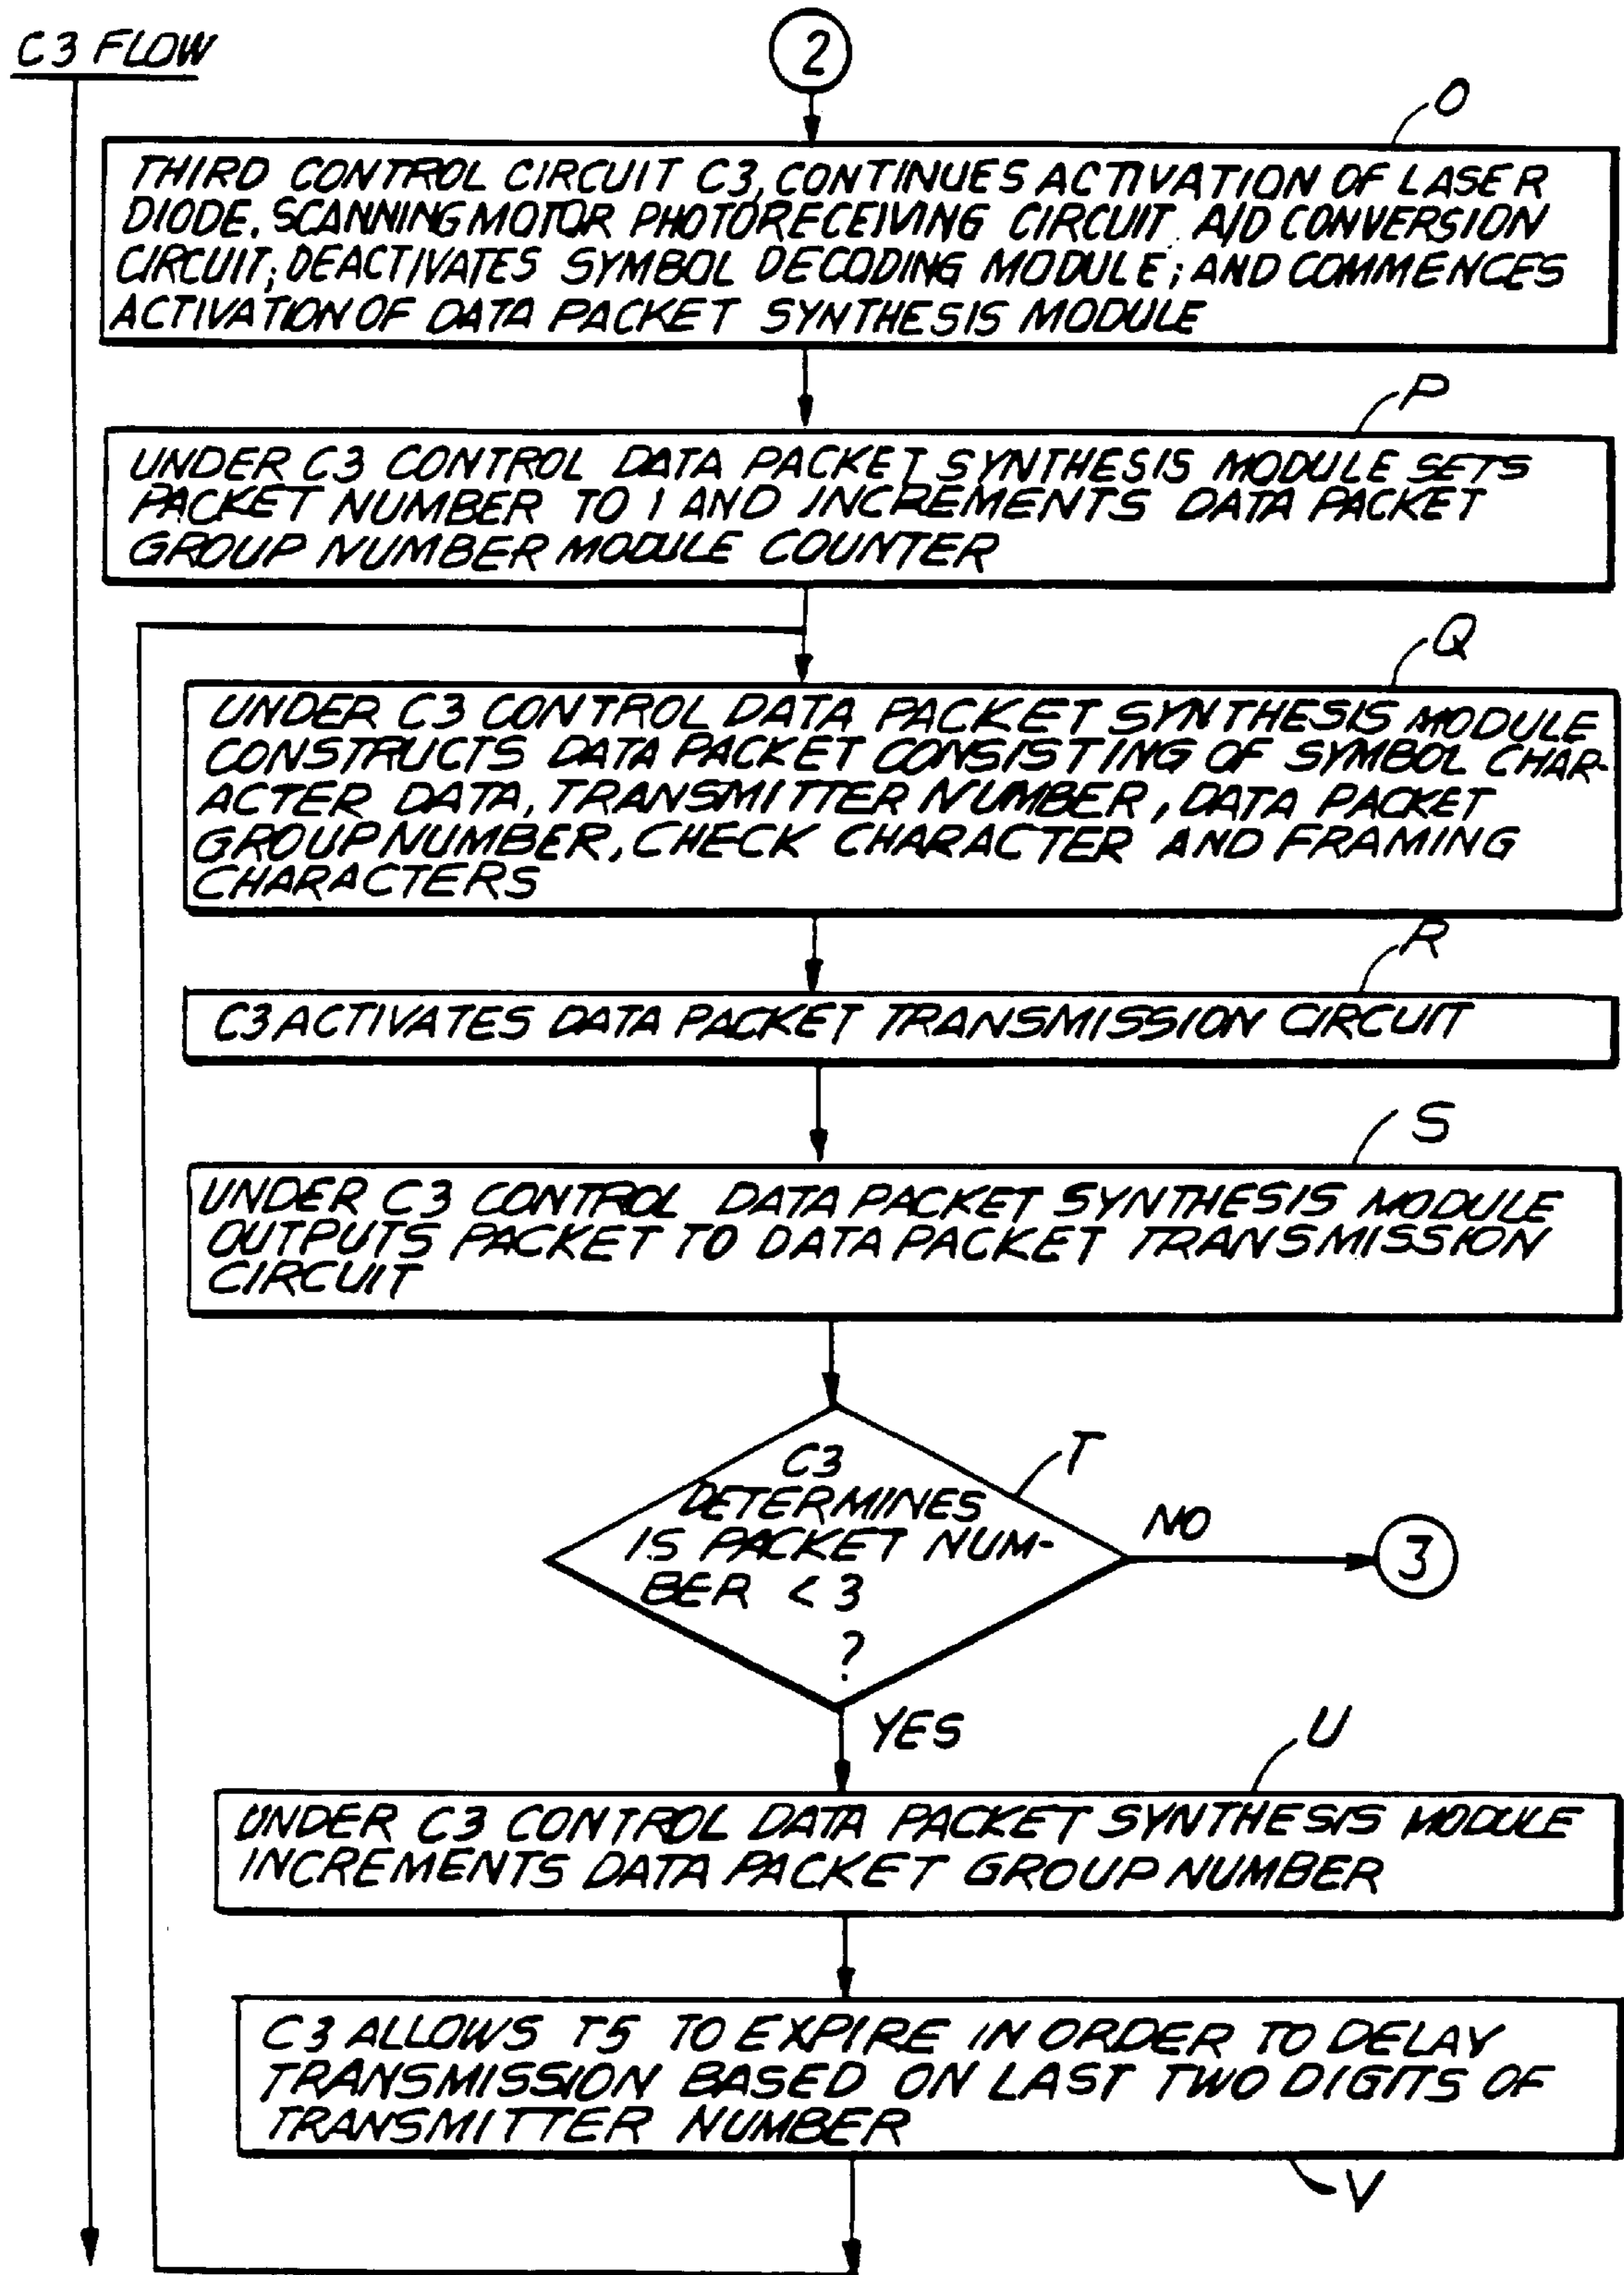 C3 FLOW
2
O
THIRD CONTROL CIRCUIT C3, CONTINUES ACTIVATION OF LASER
DIODE. SCANNING MOTOR PHOTORECEIVING CIRCUIT A/D CONVERSION
CIRCUIT; DEACTIVATES SYMBOL DECODING MODULE; AND COMMENCES
ACTIVATION OF DATA PACKET SYNTHESIS MODULE
P
UNDER C3 CONTROL DATA PACKET SYNTHESIS MODULE SETS
PACKET NUMBER TO 1 AND INCREMENTS DATA PACKET
GROUP NUMBER MODULE COUNTER
Q
UNDER C3 CONTROL DATA PACKET SYNTHESIS MODULE
CONSTRUCTS DATA PACKET CONSISTING OF SYMBOL CHAR-
ACTER DATA, TRANSMITTER NUMBER, DATA PACKET
GROUP NUMBER, CHECK CHARACTER AND FRAMING
CHARACTERS
R
C3 ACTIVATES DATA PACKET TRANSMISSION CIRCUIT
S
UNDER C3 CONTROL DATA PACKET SYNTHESIS MODULE
OUTPUTS PACKET TO DATA PACKET TRANSMISSION
CIRCUIT
T
C3
DETERMINES
IS PACKET NUM-
BER < 3
?
NO
3
YES
U
UNDER C3 CONTROL DATA PACKET SYNTHESIS MODULE
INCREMENTS DATA PACKET GROUP NUMBER
C3 ALLOWS T5 TO EXPIRE IN ORDER TO DELAY
TRANSMISSION BASED ON LAST TWO DIGITS OF
TRANSMITTER NUMBER
V